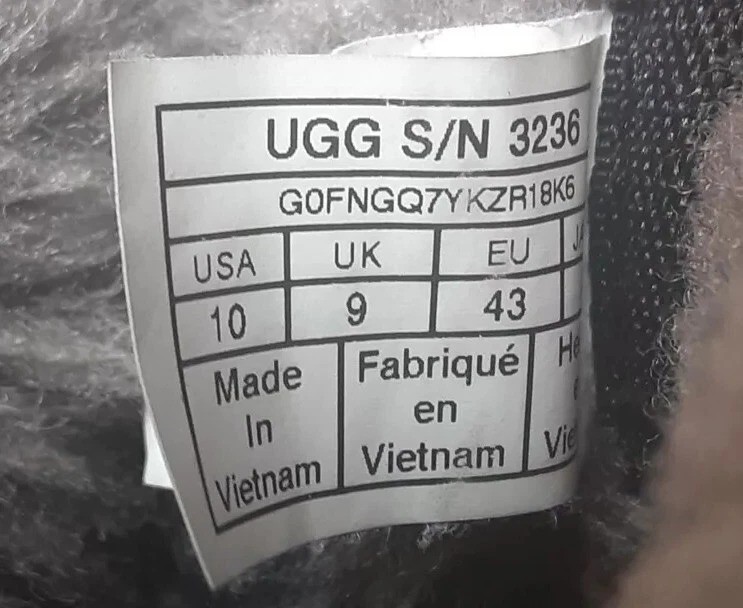 UGG S/N 3236
G0FNGQ7YKZR18K6
USA UK EU
10 9 43
Made In Vietnam
Fabriqué en Vietnam